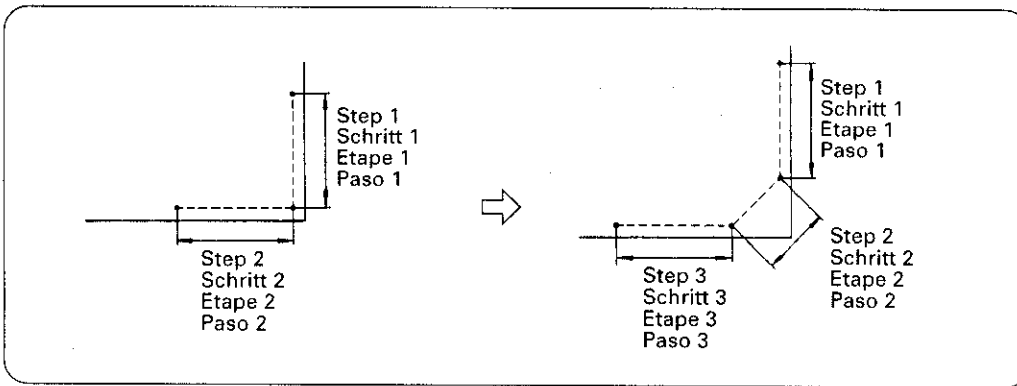 Step 1
Schritt 1
Etape 1
Paso 1
Step 2
Schritt 2
Etape 2
Paso 2
Step 1
Schritt 1
Etape 1
Paso 1
Step 2
Schritt 2
Etape 2
Paso 2
Step 3
Schritt 3
Etape 3
Paso 3